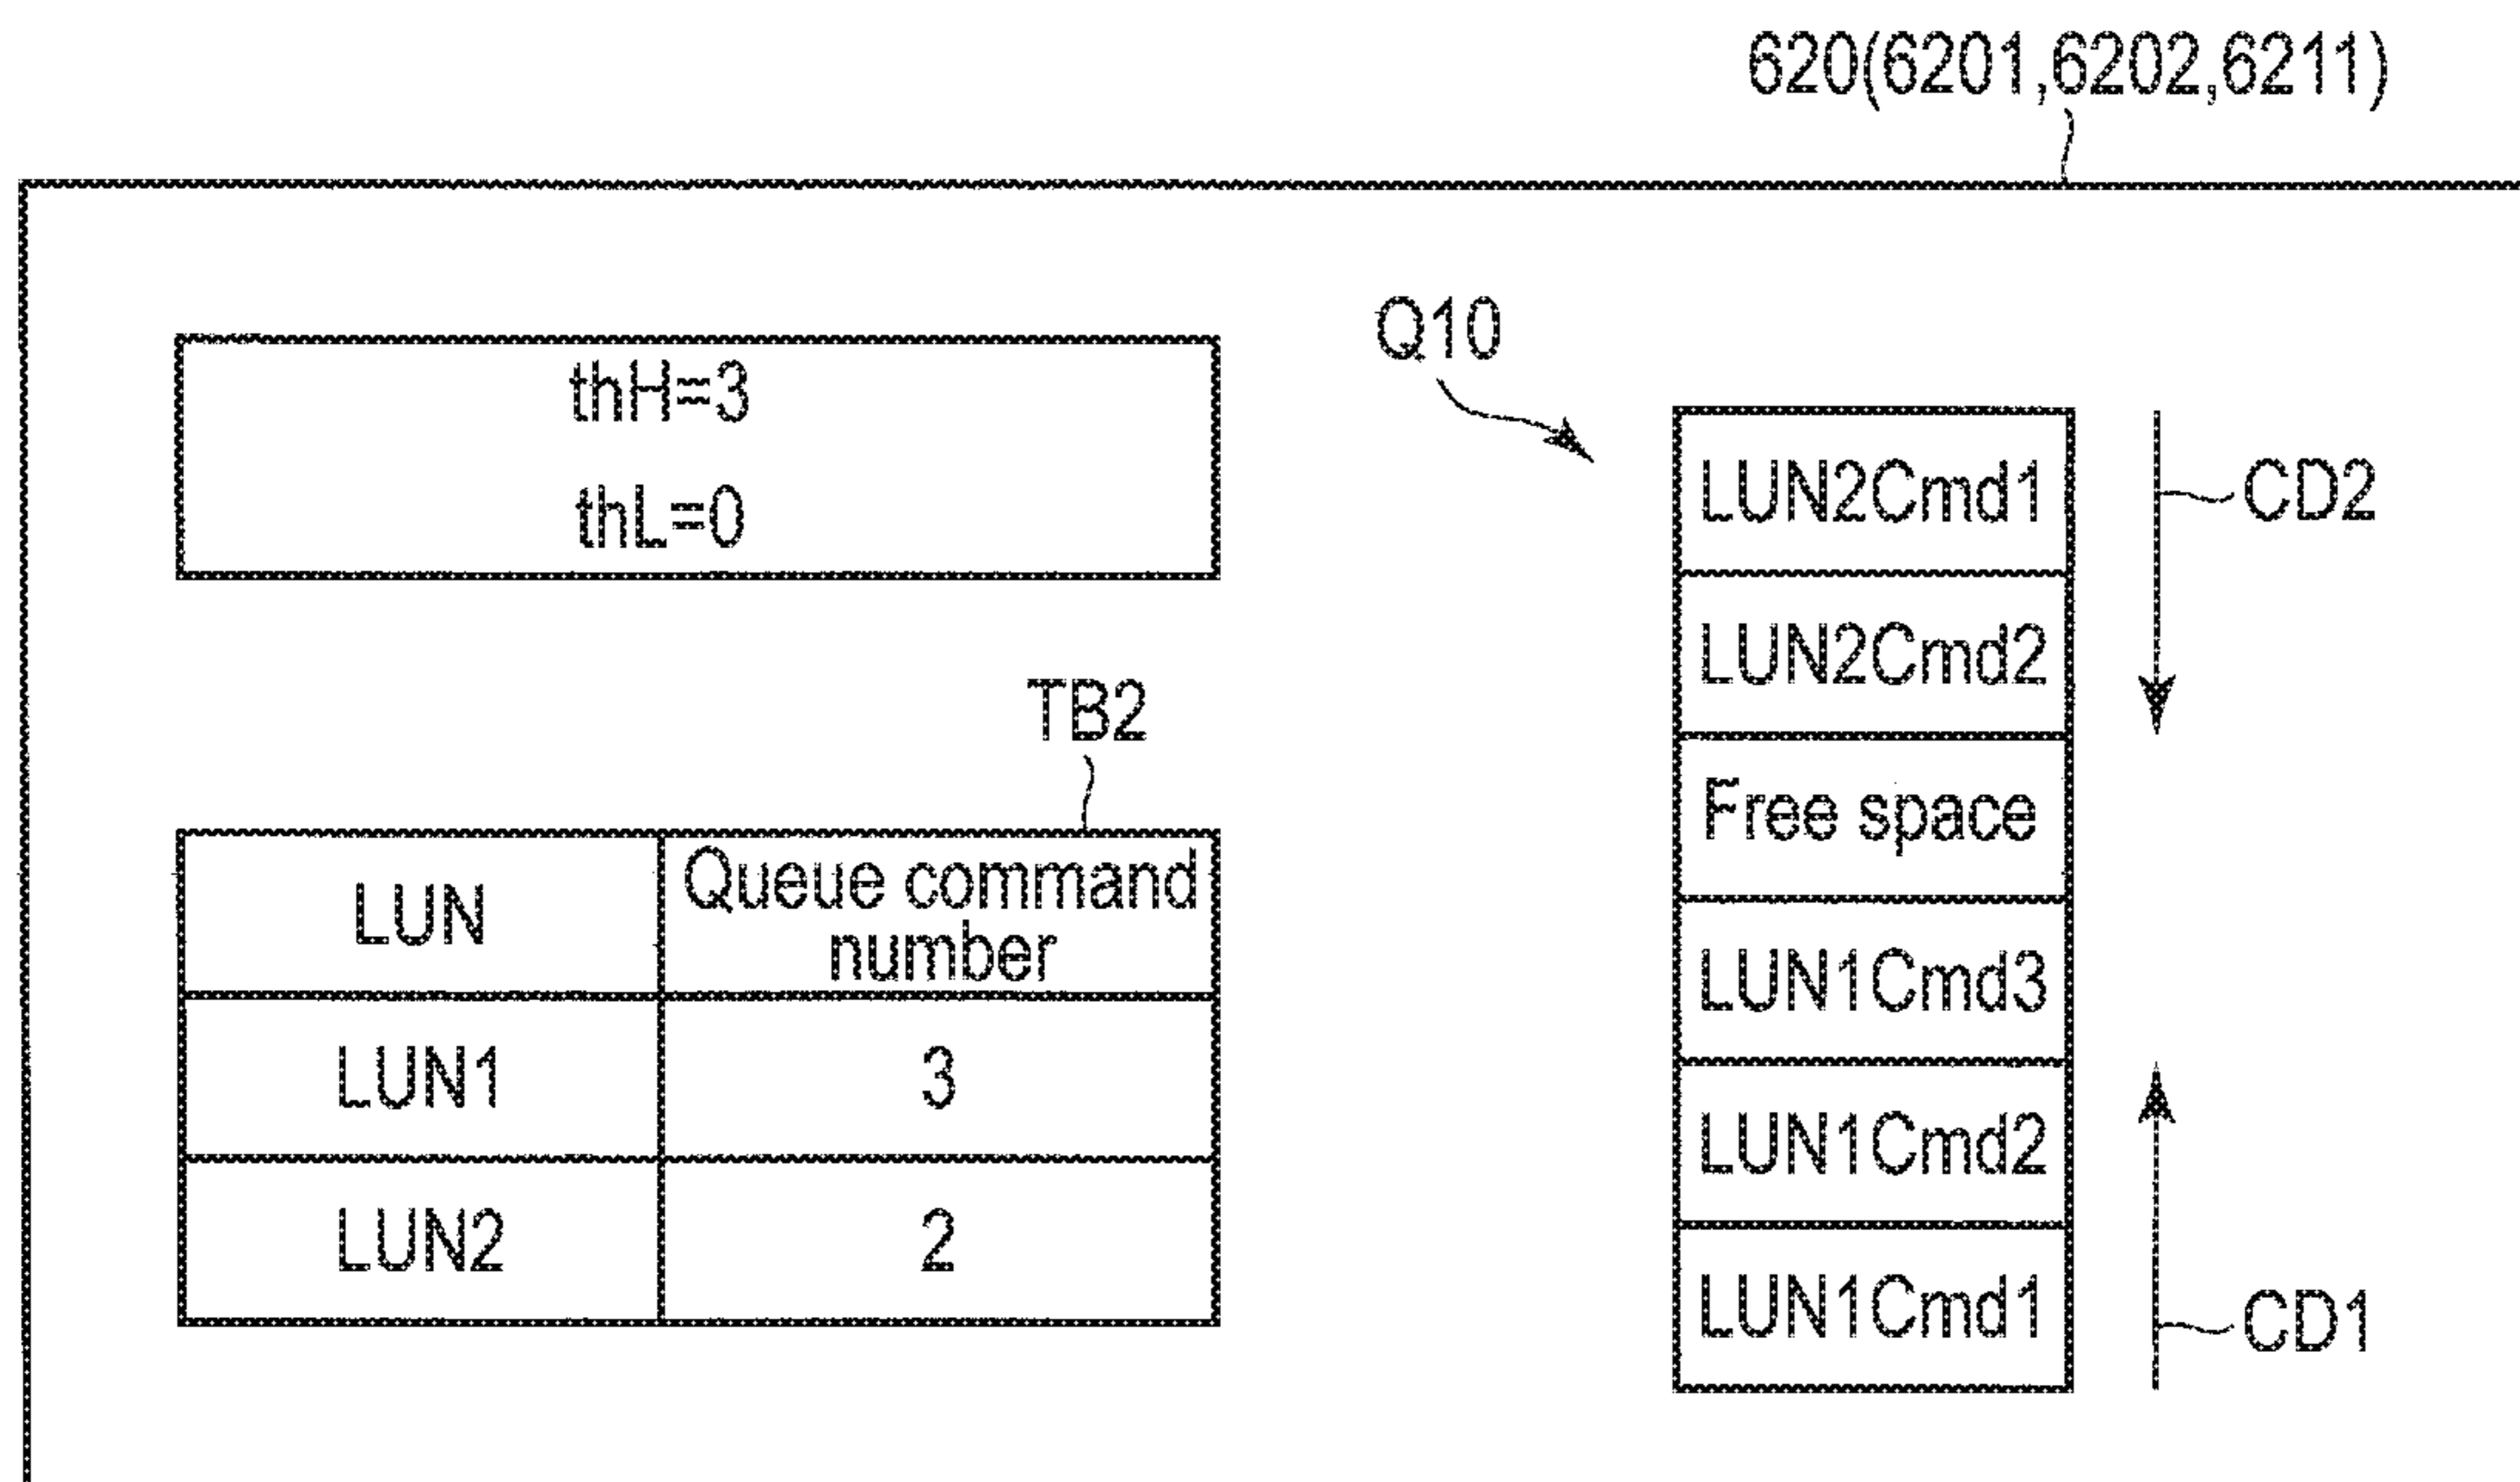 620(6201,6202,6211)
thH=3
thL=0
Q10
LUN2Cmd1
CD2
LUN2Cmd2
Free space
LUN1Cmd3
LUN1Cmd2
LUN1Cmd1
CD1
TB2
LUN
Queue command
number
LUN1
3
LUN2
2